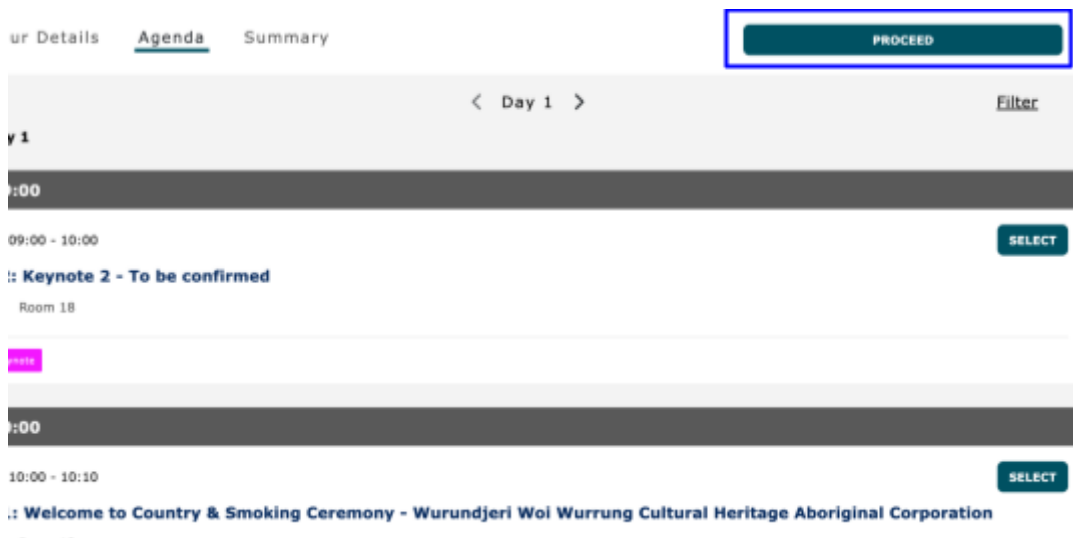 ur Details Agenda Summary PROCEED
Day 1 Filter
y 1
:00
09:00 - 10:00 SELECT
: Keynote 2 - To be confirmed
Room 18
ynote
:00
10:00 - 10:10 SELECT
.: Welcome to Country & Smoking Ceremony - Wurundjeri Woi Wurrung Cultural Heritage Aboriginal Corporation